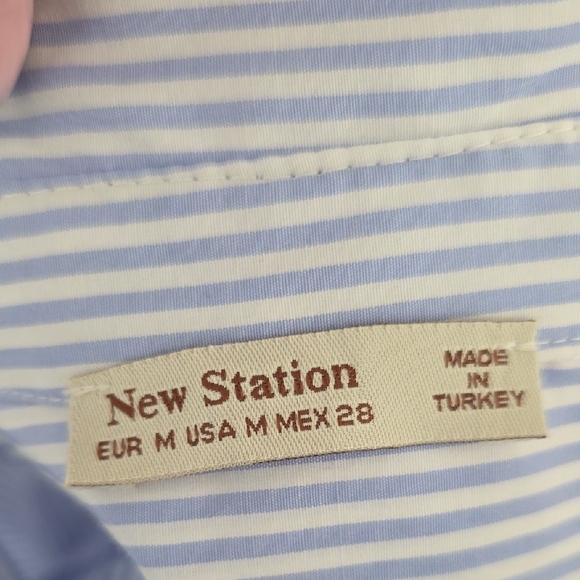 New Station
EUR M USA M MEX 28
MADE
IN
TURKEY